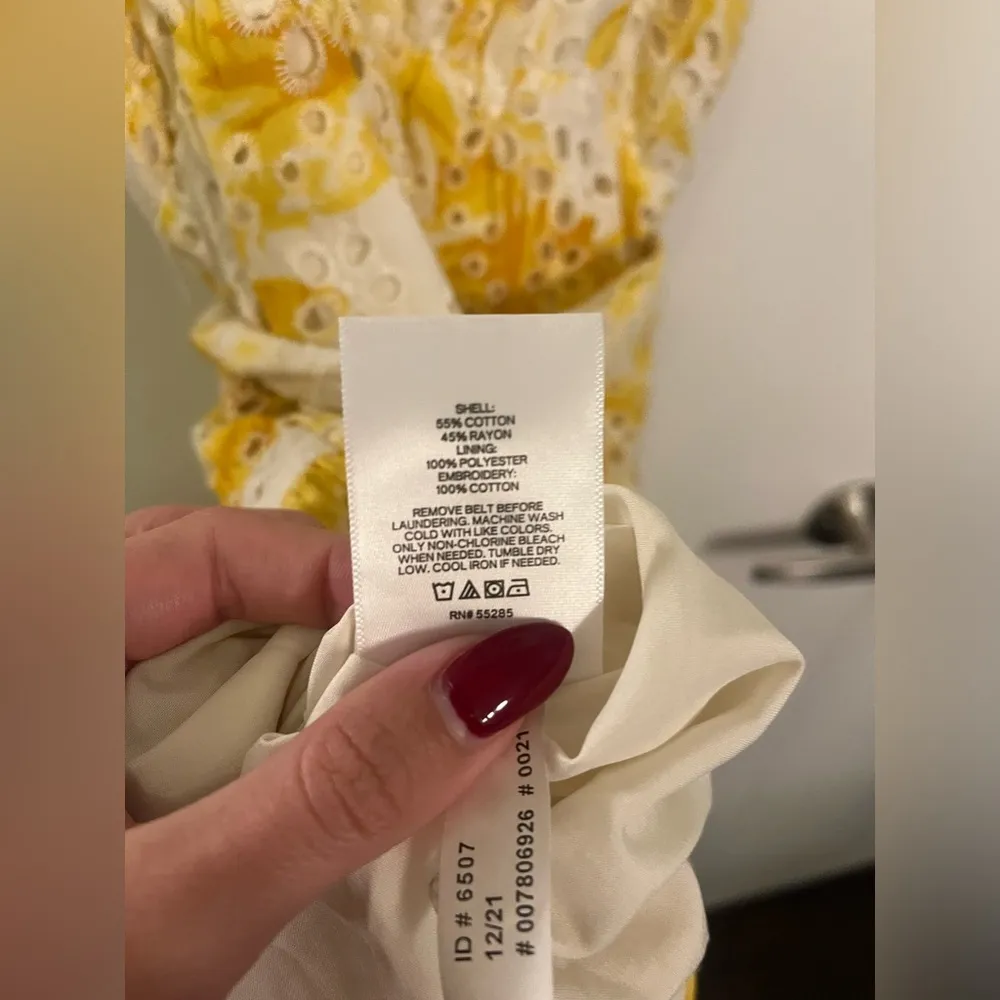 SHELL:
55% COTTON
45% RAYON
LINING:
100% POLYESTER
EMBROIDERY:
100% COTTON
REMOVE BELT BEFORE
LAUNDERING. MACHINE WASH
COLD WITH LIKE COLORS.
ONLY NON-CHLORINE BLEACH
WHEN NEEDED. TUMBLE DRY
LOW. COOL IRON IF NEEDED.
RN# 55285
ID # 6507
12/21
# 007806926 # 0021